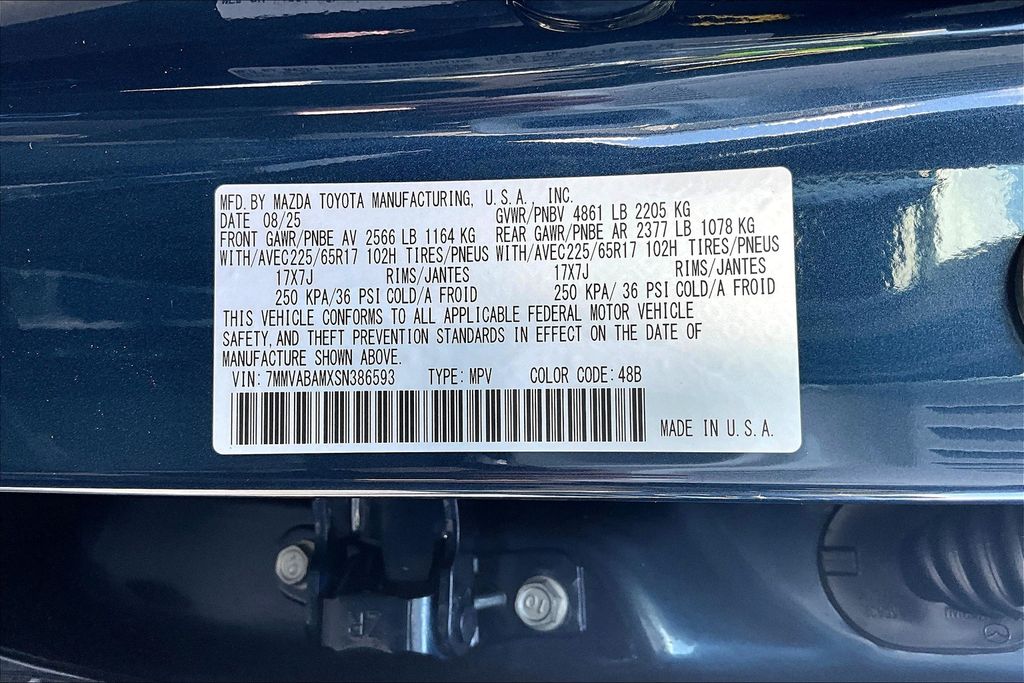 MFD. BY MAZDA TOYOTA MANUFACTURING, U.S.A., INC.
DATE 08/25 GVWR/PNBV 4861 LB 2205 KG
FRONT GAWR/PNBE AV 2566 LB 1164 KG REAR GAWR/PNBE AR 2377 LB 1078 KG
WITH/AVEC225/65R17 102H TIRES/PNEUS WITH/AVEC225/65R17 102H TIRES/PNEUS
17X7J RIMS/JANTES 17X7J RIMS/JANTES
250 KPA/36 PSI COLD/A FROID 250 KPA/ 36 PSI COLD/A FROID
THIS VEHICLE CONFORMS TO ALL APPLICABLE FEDERAL MOTOR VEHICLE
SAFETY, AND THEFT PREVENTION STANDARDS IN EFFECT ON THE DATE OF
MANUFACTURE SHOWN ABOVE.
VIN: 7MMVABAMXSN386593 TYPE: MPV COLOR CODE: 48B
MADE IN U.S.A.
10